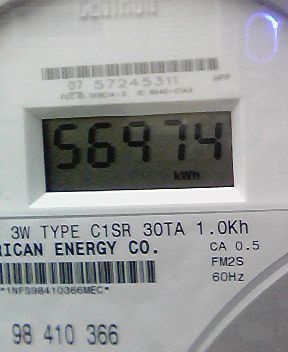 07 57245311
56974
kWh
3W TYPE C1SR 30TA 1.0Kh
RICAN ENERGY CO.
CA 0.5
FM2S
60Hz
*1NFS98410366MEC*
98 410 366